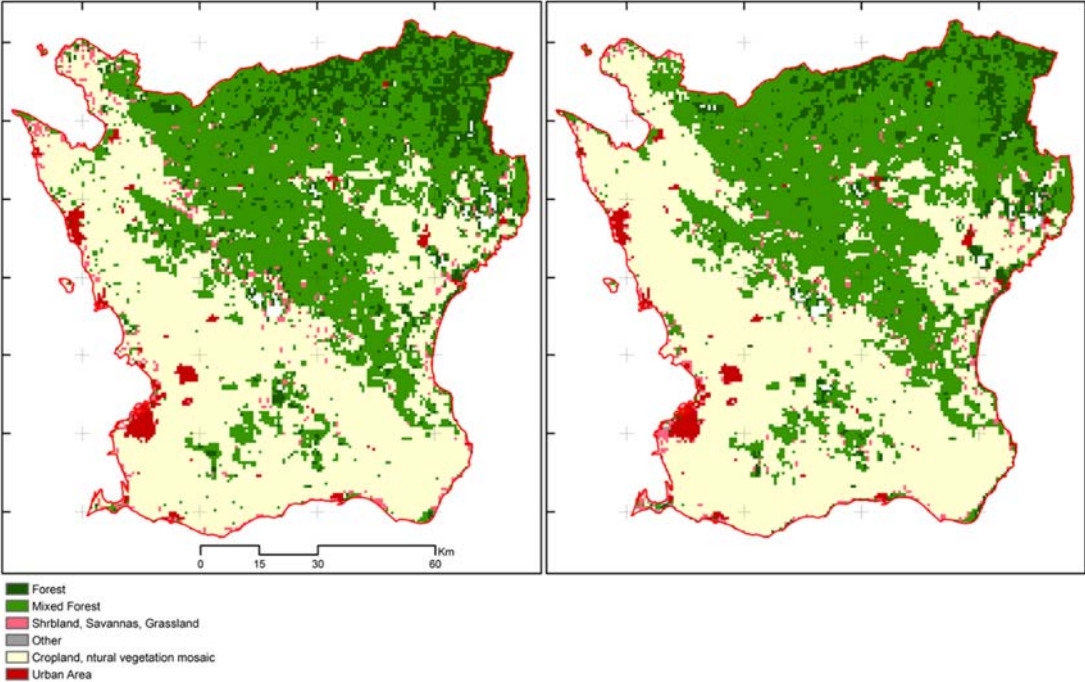 Km
0 15 30 60
Forest
Mixed Forest
Shrbland, Savannas, Grassland
Other
Cropland, ntural vegetation mosaic
Urban Area